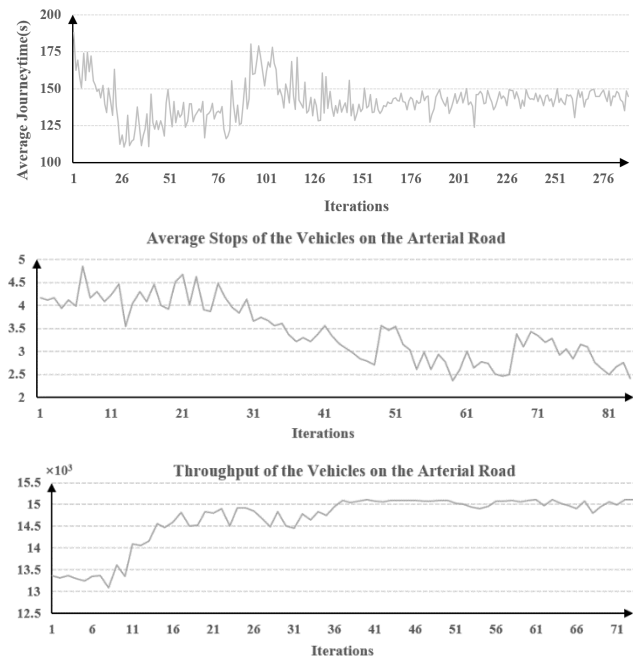 Average Journeytime(s)
200
175
150
125
100
1 26 51 76 101 126 151 176 201 226 251 276
Iterations
Average Stops of the Vehicles on the Arterial Road
5
4.5
4
3.5
3
2.5
2
1 11 21 31 41 51 61 71 81
Iterations
×10³
Throughput of the Vehicles on the Arterial Road
15.5
15
14.5
14
13.5
13
12.5
1 6 11 16 21 26 31 36 41 46 51 56 61 66 71
Iterations